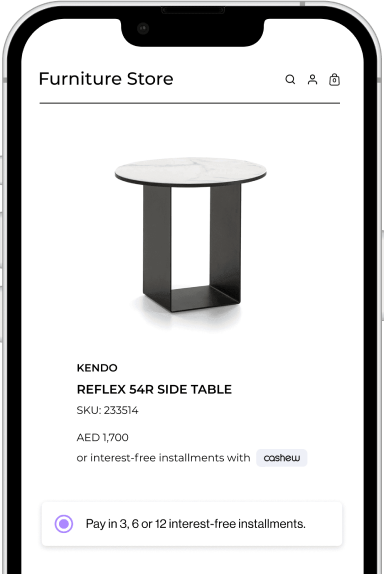 Furniture Store
0
KENDO
REFLEX 54R SIDE TABLE
SKU: 233514
AED 1,700
or interest-free installments with cashew
Pay in 3, 6 or 12 interest-free installments.